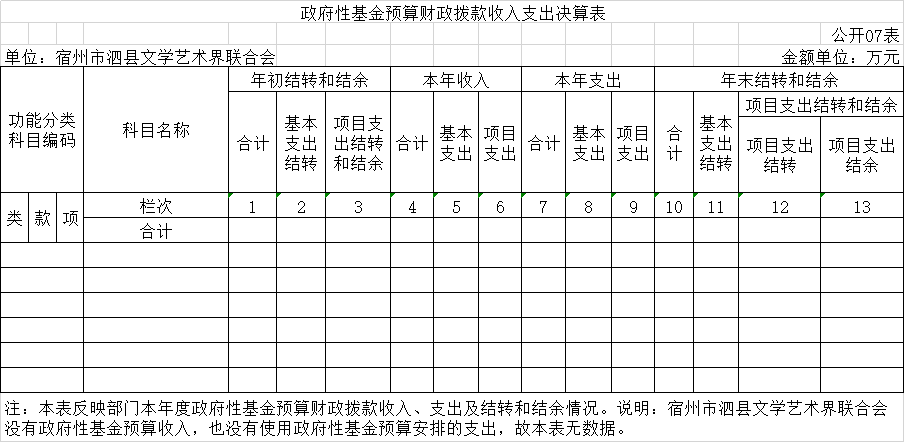 政府性基金预算财政拨款收入支出决算表
公开07表
单位：宿州市泗县文学艺术界联合会 金额单位：万元
功能分类科目编码 科目名称 年初结转和结余 本年收入 本年支出 年末结转和结余
合计 基本支出结转 项目支出结转和结余 合计 基本支出 项目支出 合计 基本支出 项目支出 合计 基本支出结转 项目支出结转和结余
项目支出结转 项目支出结余
类 款 项 栏次 1 2 3 4 5 6 7 8 9 10 11 12 13
合计
注：本表反映部门本年度政府性基金预算财政拨款收入、支出及结转和结余情况。说明：宿州市泗县文学艺术界联合会
没有政府性基金预算收入，也没有使用政府性基金预算安排的支出，故本表无数据。